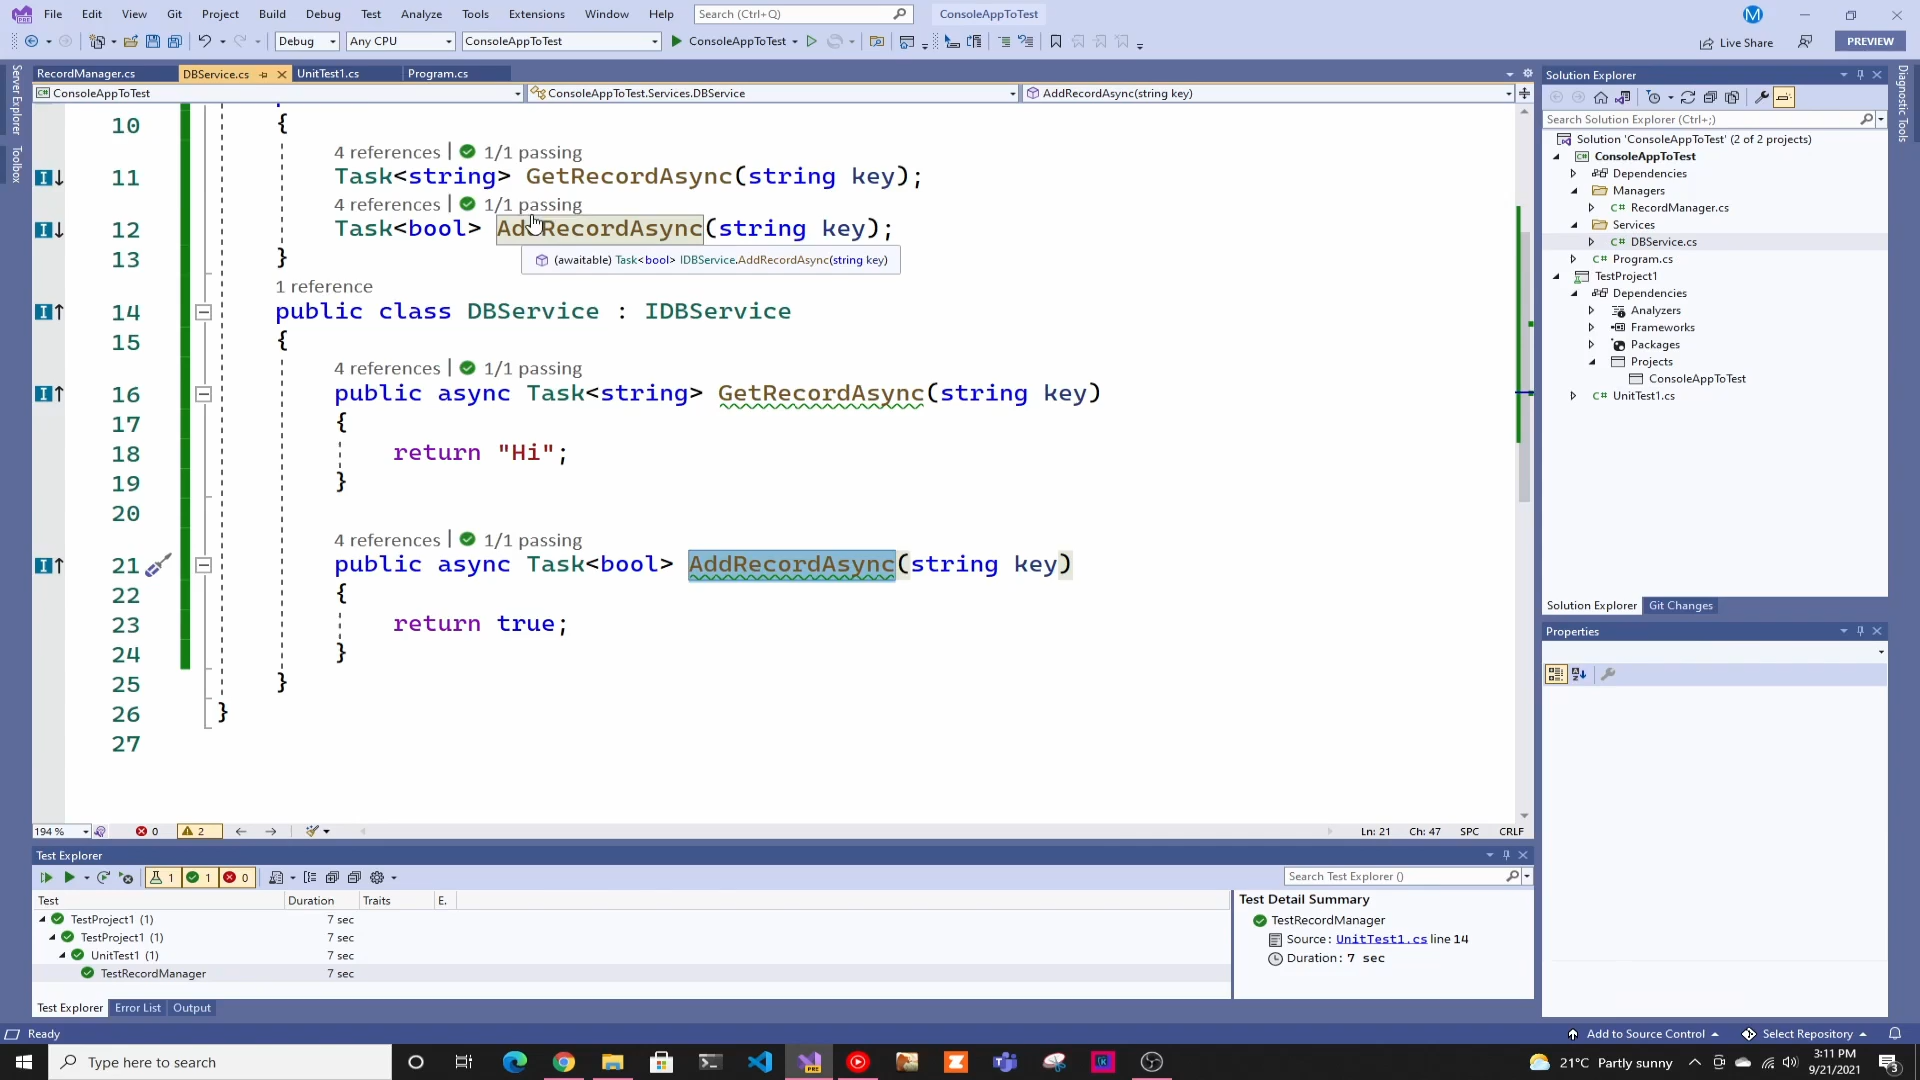 File Edit View Git Project Build Debug Test Analyze Tools Extensions Window Help Search (Ctrl+Q) ConsoleAppToTest
Debug Any CPU ConsoleAppToTest ConsoleAppToTest Live Share PREVIEW
Server Explorer
Toolbox
RecordManager.cs DBService.cs UnitTest1.cs Program.cs
ConsoleAppToTest ConsoleAppToTest.Services.DBService AddRecordAsync(string key)
10 {
4 references | 1/1 passing
11 Task<string> GetRecordAsync(string key);
4 references | 1/1 passing
12 Task<bool> AddRecordAsync(string key);
13 }
(awaitable) Task<bool> IDBService.AddRecordAsync(string key)
1 reference
14 public class DBService : IDBService
15 {
4 references | 1/1 passing
16 public async Task<string> GetRecordAsync(string key)
17 {
18 return "Hi";
19 }
20
4 references | 1/1 passing
21 public async Task<bool> AddRecordAsync(string key)
22 {
23 return true;
24 }
25 }
26 }
27
194 % 0 2 Ln: 21 Ch: 47 SPC CRLF
Solution Explorer
Search Solution Explorer (Ctrl+;)
Solution 'ConsoleAppToTest' (2 of 2 projects)
ConsoleAppToTest
Dependencies
Managers
C# RecordManager.cs
Services
C# DBService.cs
C# Program.cs
TestProject1
Dependencies
Analyzers
Frameworks
Packages
Projects
ConsoleAppToTest
C# UnitTest1.cs
Solution Explorer Git Changes
Properties
Diagnostic Tools
Test Explorer
1 1 0 Search Test Explorer ()
Test Duration Traits E.
TestProject1 (1) 7 sec
TestProject1 (1) 7 sec
UnitTest1 (1) 7 sec
TestRecordManager 7 sec
Test Detail Summary
TestRecordManager
Source: UnitTest1.cs line 14
Duration: 7 sec
Test Explorer Error List Output
Ready Add to Source Control Select Repository
Type here to search 21°C Partly sunny 3:11 PM
9/21/2021
3